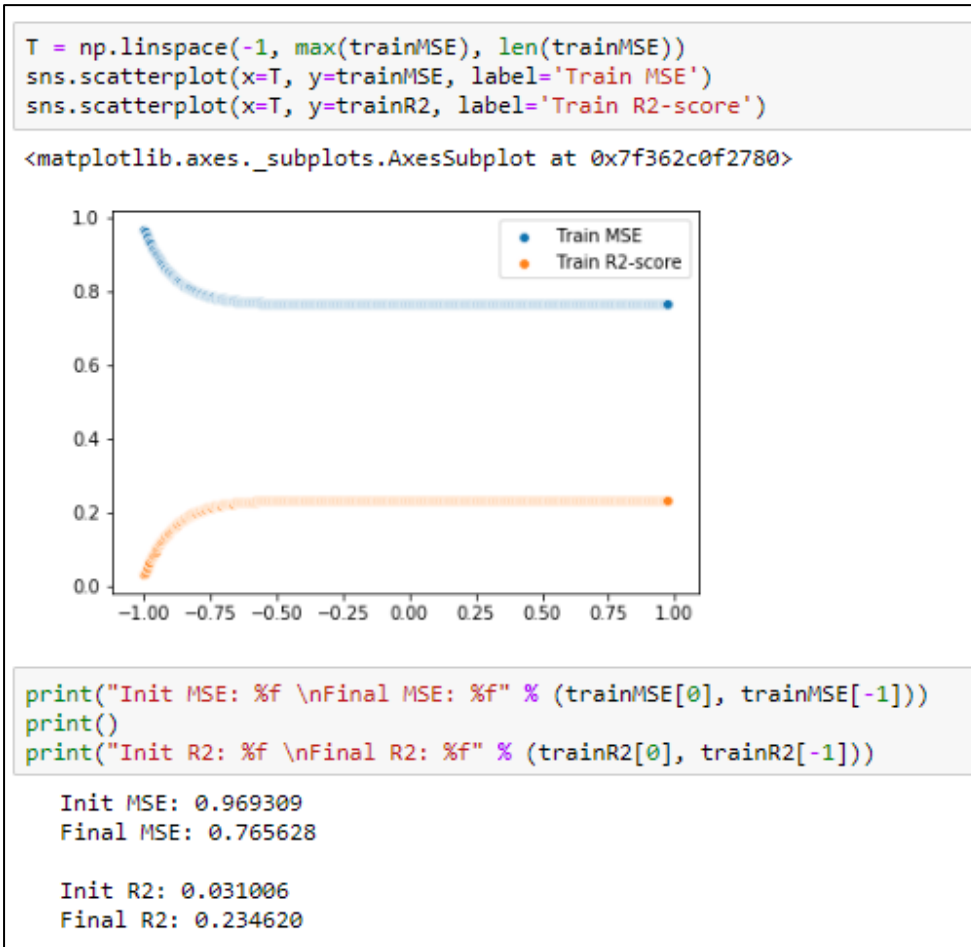 T = np.linspace(-1, max(trainMSE), len(trainMSE))
sns.scatterplot(x=T, y=trainMSE, label='Train MSE')
sns.scatterplot(x=T, y=trainR2, label='Train R2-score')
<matplotlib.axes._subplots.AxesSubplot at 0x7f362c0f2780>
1.0
Train MSE
Train R2-score
0.8
0.6
0.4
0.2
0.0
−1.00 −0.75 −0.50 −0.25 0.00 0.25 0.50 0.75 1.00
print("Init MSE: %f \nFinal MSE: %f" % (trainMSE[0], trainMSE[-1]))
print()
print("Init R2: %f \nFinal R2: %f" % (trainR2[0], trainR2[-1]))
Init MSE: 0.969309
Final MSE: 0.765628
Init R2: 0.031006
Final R2: 0.234620